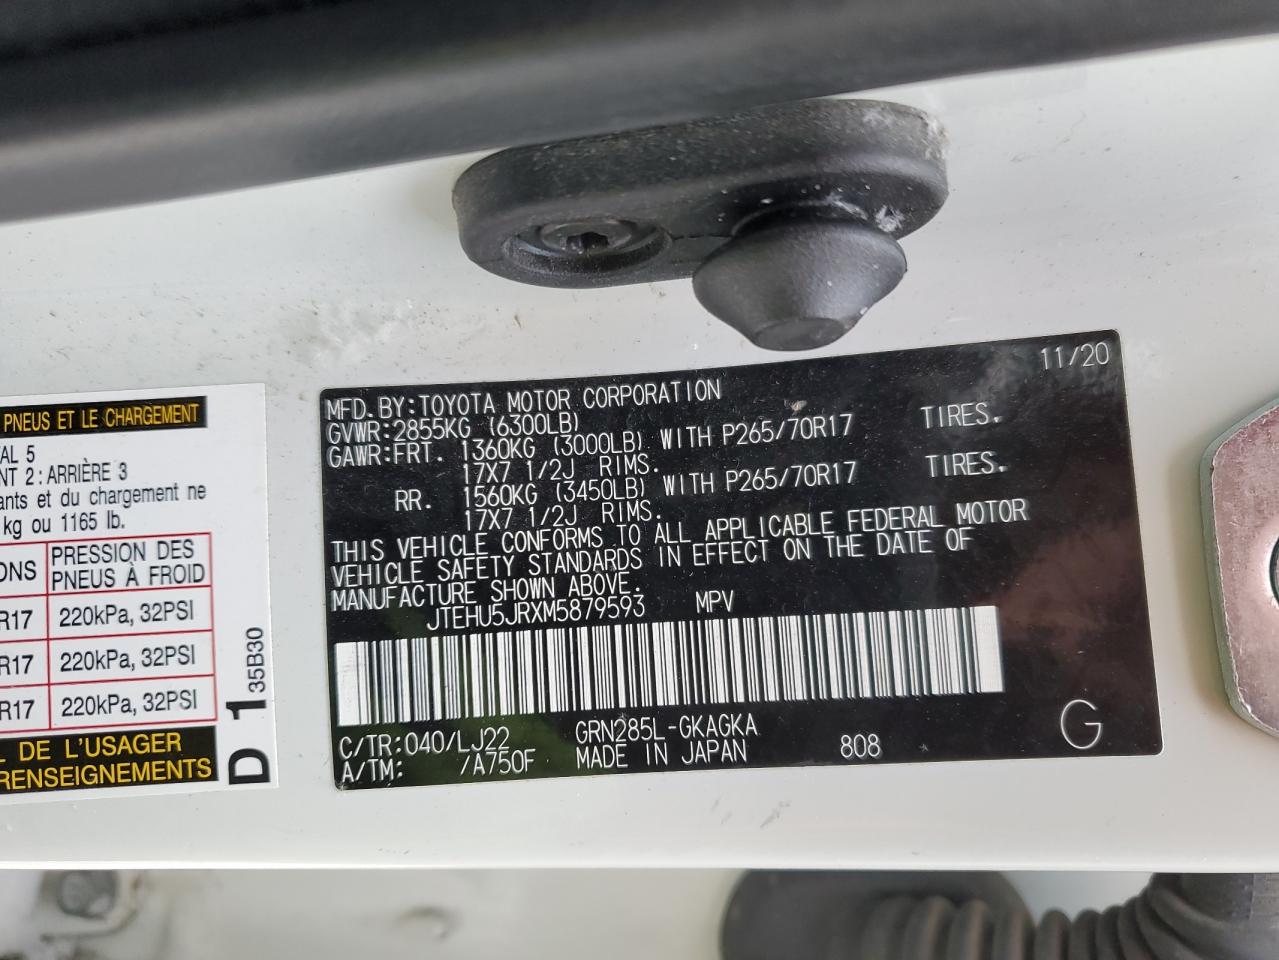 PNEUS ET LE CHARGEMENT
AL 5
NT 2: ARRIÈRE 3
ants et du chargement ne
kg ou 1165 lb.
ONS PRESSION DES
PNEUS À FROID
R17 220kPa, 32PSI
R17 220kPa, 32PSI
R17 220kPa, 32PSI
L DE L'USAGER
RENSEIGNEMENTS
D 1 35B30
11/20
MFD.BY:TOYOTA MOTOR CORPORATION
GVWR:2855KG (6300LB)
GAWR:FRT. 1360KG (3000LB) WITH P265/70R17 TIRES.
17X7 1/2J RIMS.
RR. 1560KG (3450LB) WITH P265/70R17 TIRES.
17X7 1/2J RIMS.
THIS VEHICLE CONFORMS TO ALL APPLICABLE FEDERAL MOTOR
VEHICLE SAFETY STANDARDS IN EFFECT ON THE DATE OF
MANUFACTURE SHOWN ABOVE.
JTEHU5JRXM5879593 MPV
C/TR:040/LJ22 GRN285L-GKAGKA
A/TM: /A750F MADE IN JAPAN 808 G